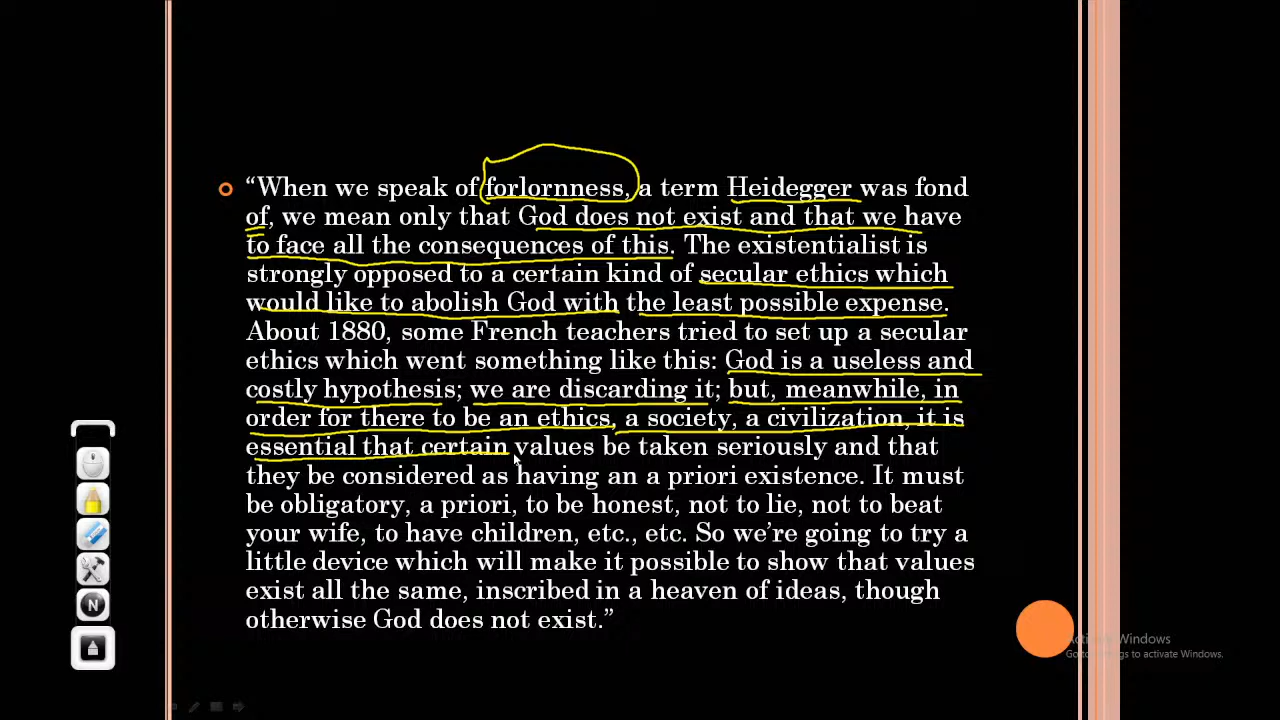 “When we speak of forlornness, a term Heidegger was fond
of, we mean only that God does not exist and that we have
to face all the consequences of this. The existentialist is
strongly opposed to a certain kind of secular ethics which
would like to abolish God with the least possible expense.
About 1880, some French teachers tried to set up a secular
ethics which went something like this: God is a useless and
costly hypothesis; we are discarding it; but, meanwhile, in
order for there to be an ethics, a society, a civilization, it is
essential that certain values be taken seriously and that
they be considered as having an a priori existence. It must
be obligatory, a priori, to be honest, not to lie, not to beat
your wife, to have children, etc., etc. So we’re going to try a
little device which will make it possible to show that values
exist all the same, inscribed in a heaven of ideas, though
otherwise God does not exist.”
N
Windows
to activate Windows.